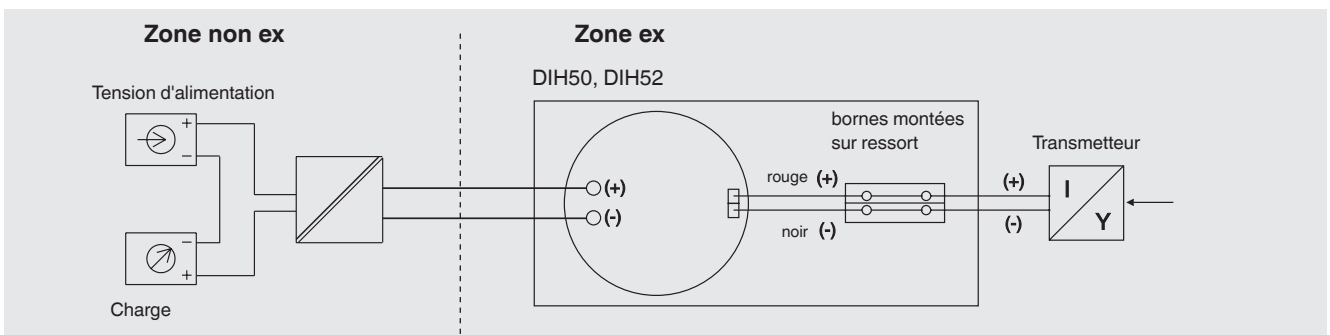 Zone non ex
Zone ex
DIH50, DIH52
Tension d'alimentation
+
−
−
+
Charge
(+)
(-)
bornes montées
sur ressort
rouge (+)
noir (-)
Transmetteur
(+)
(-)
I
Y